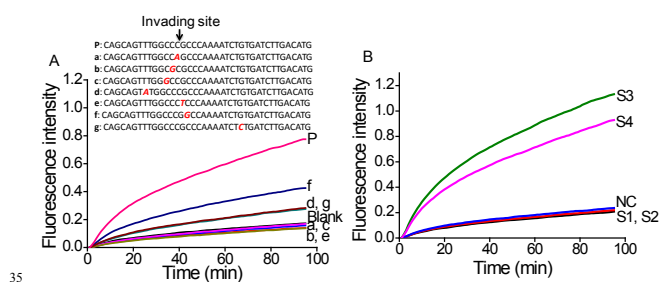 Invading site
A
P: CAGCAGTTTGGCCCGCCCAAAATCTGTGATCTTGACATG
a: CAGCAGTTTGGCCCAGCCCAAAATCTGTGATCTTGACATG
b: CAGCAGTTTGGCCGCGCCCAAAATCTGTGATCTTGACATG
c: CAGCAGTTTGGGCCGCCCAAAATCTGTGATCTTGACATG
d: CAGCAGTATGGCCCGCCCAAAATCTGTGATCTTGACATG
e: CAGCAGTTTGGCCCTCCCAAAATCTGTGATCTTGACATG
f: CAGCAGTTTGGCCCGGCCCAAAATCTGTGATCTTGACATG
g: CAGCAGTTTGGCCCGCCCAAAATCTCTGATCTTGACATG
Fluorescence intensity
1.2
1.0
0.8
0.6
0.4
0.2
0.0
P
f
d, g
Blank
a, c
b, e
0 20 40 60 80 100
Time (min)
B
Fluorescence intensity
1.2
1.0
0.8
0.6
0.4
0.2
0.0
S3
S4
NC
S1, S2
0 20 40 60 80 100
Time (min)
35